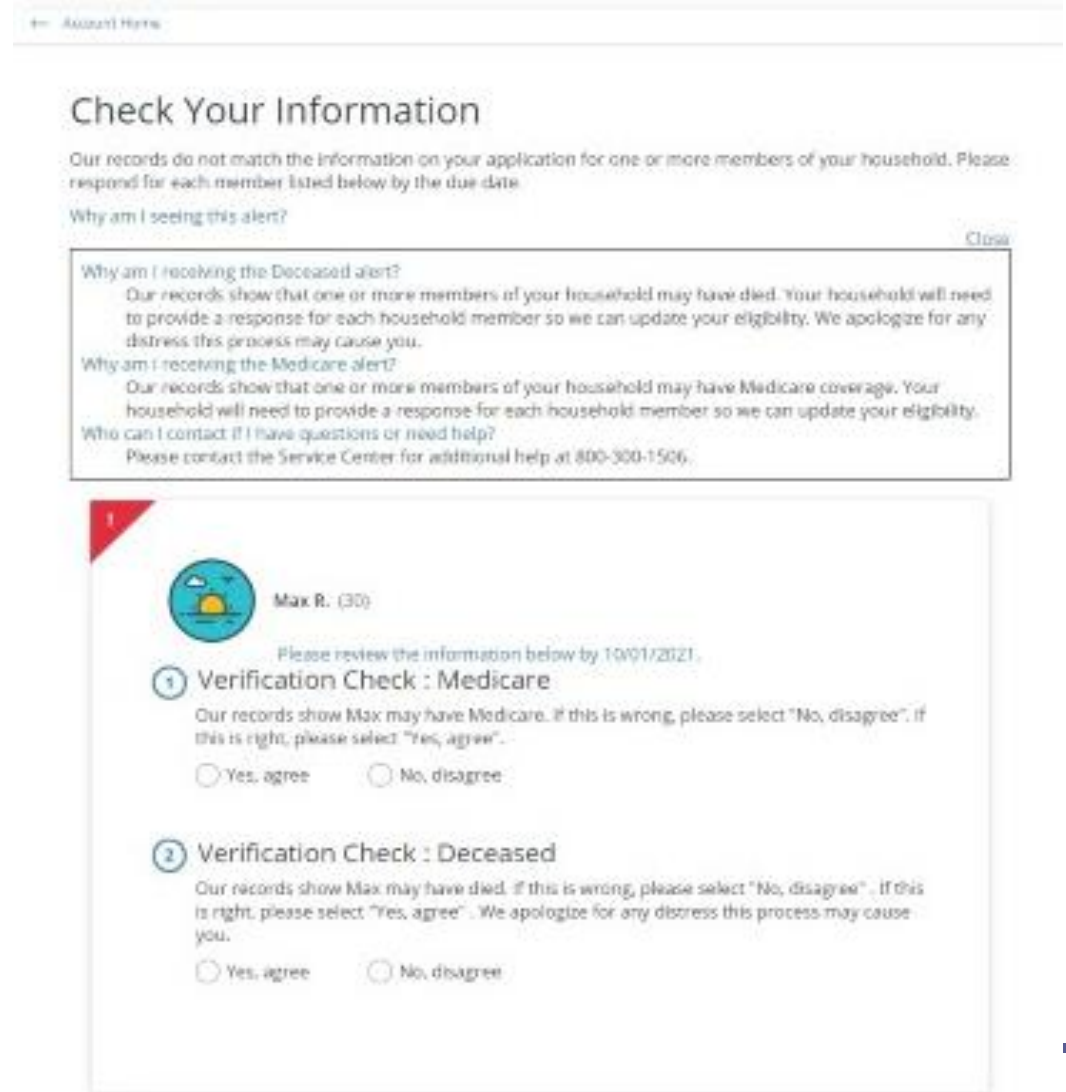 ← Account Home
Check Your Information
Our records do not match the information on your application for one or more members of your household. Please
respond for each member listed below by the due date.
Why am I seeing this alert?
Close
Why am I receiving the Deceased alert?
Our records show that one or more members of your household may have died. Your household will need
to provide a response for each household member so we can update your eligibility. We apologize for any
distress this process may cause you.
Why am I receiving the Medicare alert?
Our records show that one or more members of your household may have Medicare coverage. Your
household will need to provide a response for each household member so we can update your eligibility.
Who can I contact if I have questions or need help?
Please contact the Service Center for additional help at 800-300-1506.
!
Max R. (30)
Please review the information below by 10/01/2021.
1 Verification Check : Medicare
Our records show Max may have Medicare. If this is wrong, please select "No, disagree". If
this is right, please select "Yes, agree".
Yes, agree No, disagree
2 Verification Check : Deceased
Our records show Max may have died. If this is wrong, please select "No, disagree" . If this
is right, please select "Yes, agree" . We apologize for any distress this process may cause
you.
Yes, agree No, disagree